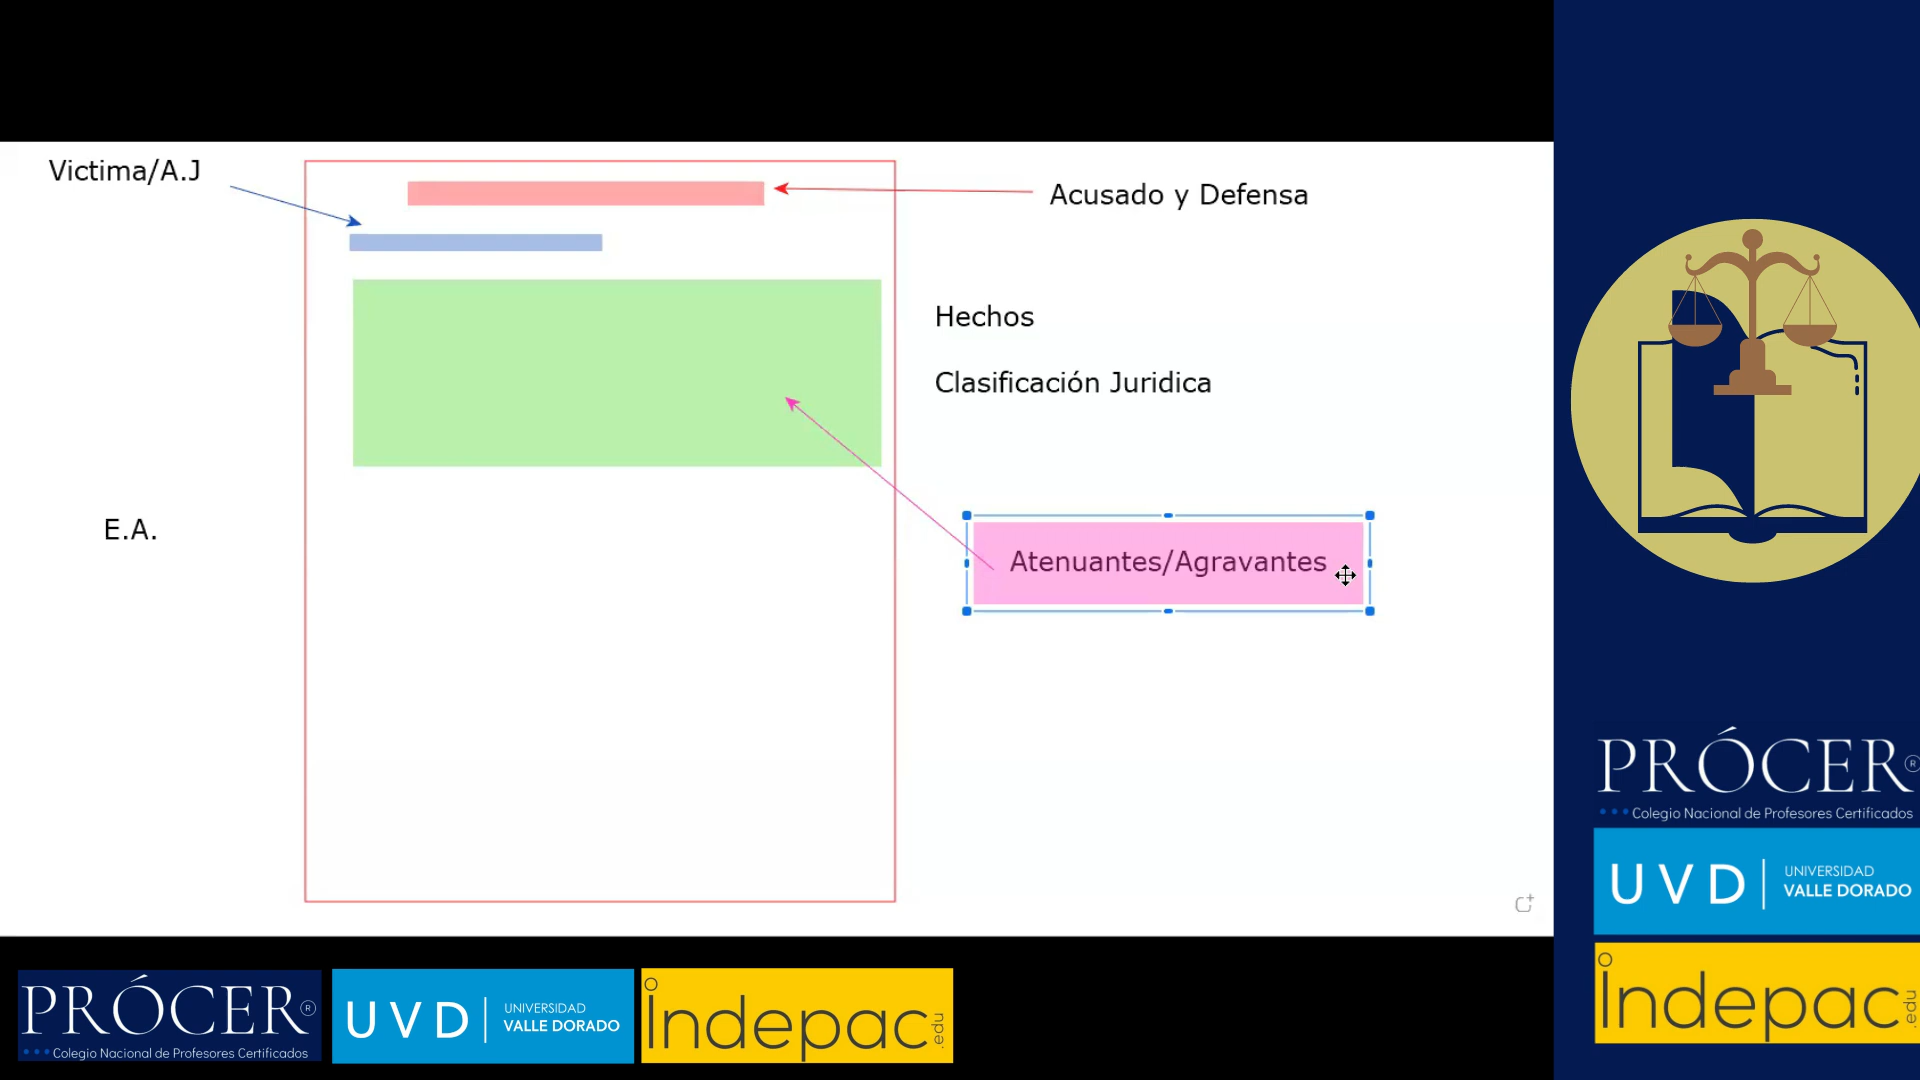 Victima/A.J
Acusado y Defensa
Hechos
Clasificación Juridica
E.A.
Atenuantes/Agravantes
PRÓCER®
Colegio Nacional de Profesores Certificados
UVD UNIVERSIDAD
VALLE DORADO
Indepac.edu
PRÓCER®
Colegio Nacional de Profesores Certificados
UVD UNIVERSIDAD
VALLE DORADO
Indepac.edu